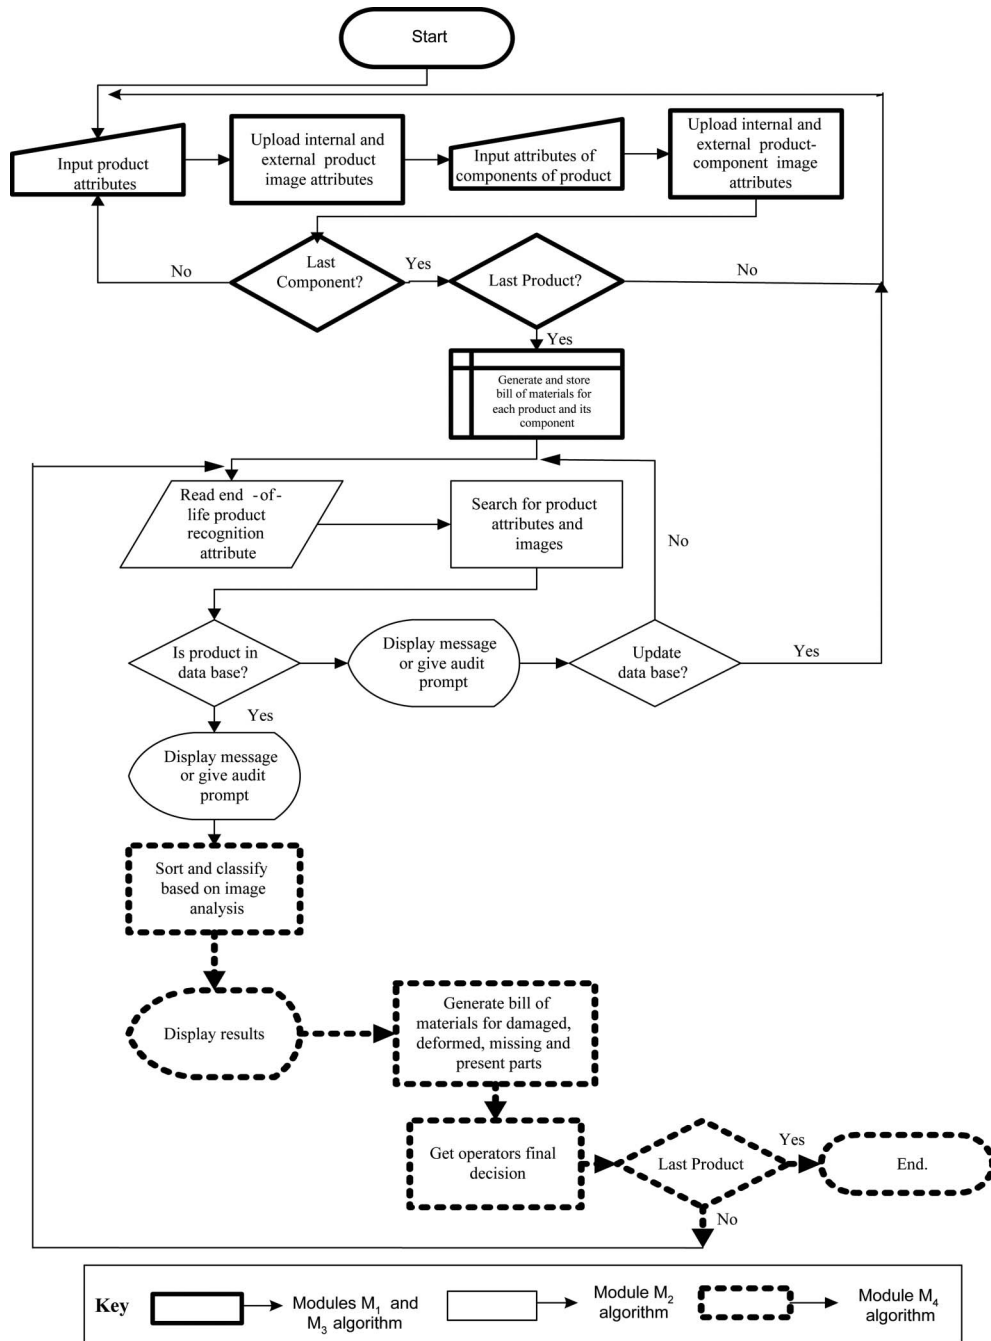 Start
Input product
attributes
Upload internal and
external product
image attributes
Input attributes of
components of product
Upload internal and
external product-
component image
attributes
No
Last
Component?
Yes
Last Product?
No
Yes
Generate and store
bill of materials for
each product and its
component
Read end -of-
life product
recognition
attribute
Search for product
attributes and
images
No
Is product in
data base?
Display message
or give audit
prompt
Update
data base?
Yes
Yes
Display message
or give audit
prompt
Sort and classify
based on image
analysis
Display results
Generate bill of
materials for damaged,
deformed, missing and
present parts
Get operators final
decision
Last Product
Yes
End.
No
Key
Modules M1 and
M3 algorithm
Module M2
algorithm
Module M4
algorithm